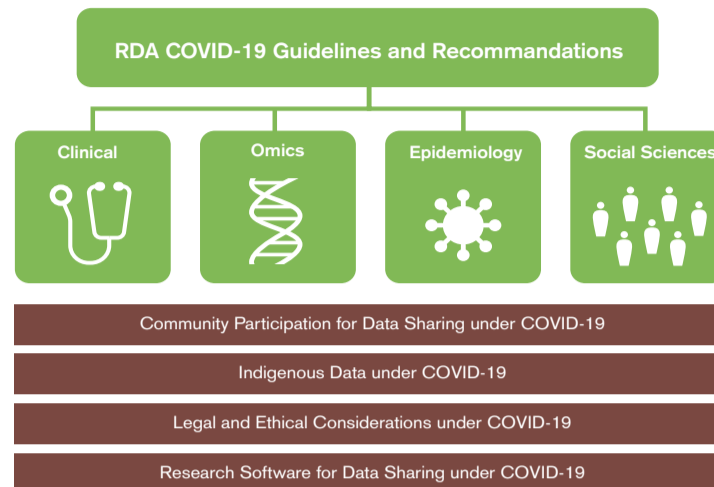 RDA COVID-19 Guidelines and Recommandations
Clinical
Omics
Epidemiology
Social Sciences
Community Participation for Data Sharing under COVID-19
Indigenous Data under COVID-19
Legal and Ethical Considerations under COVID-19
Research Software for Data Sharing under COVID-19